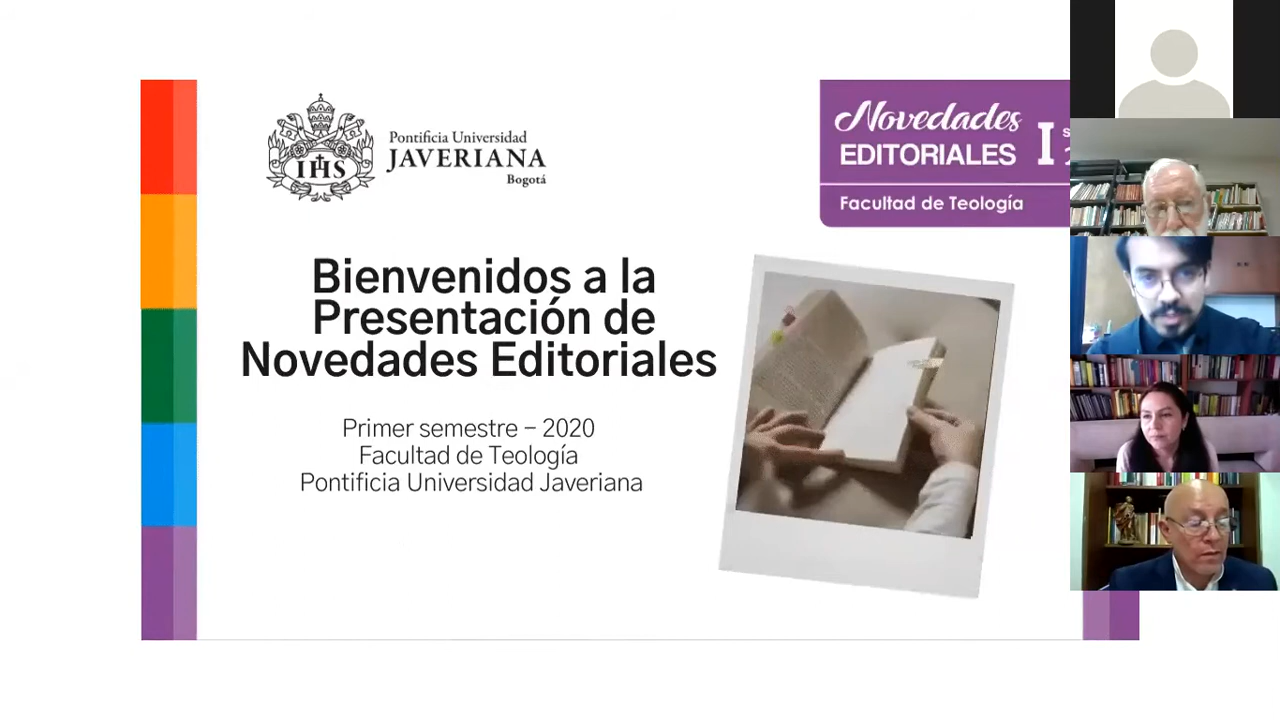 IHS
Pontificia Universidad
JAVERIANA
Bogotá
Novedades
EDITORIALES I
Facultad de Teología
Bienvenidos a la
Presentación de
Novedades Editoriales
Primer semestre – 2020
Facultad de Teología
Pontificia Universidad Javeriana